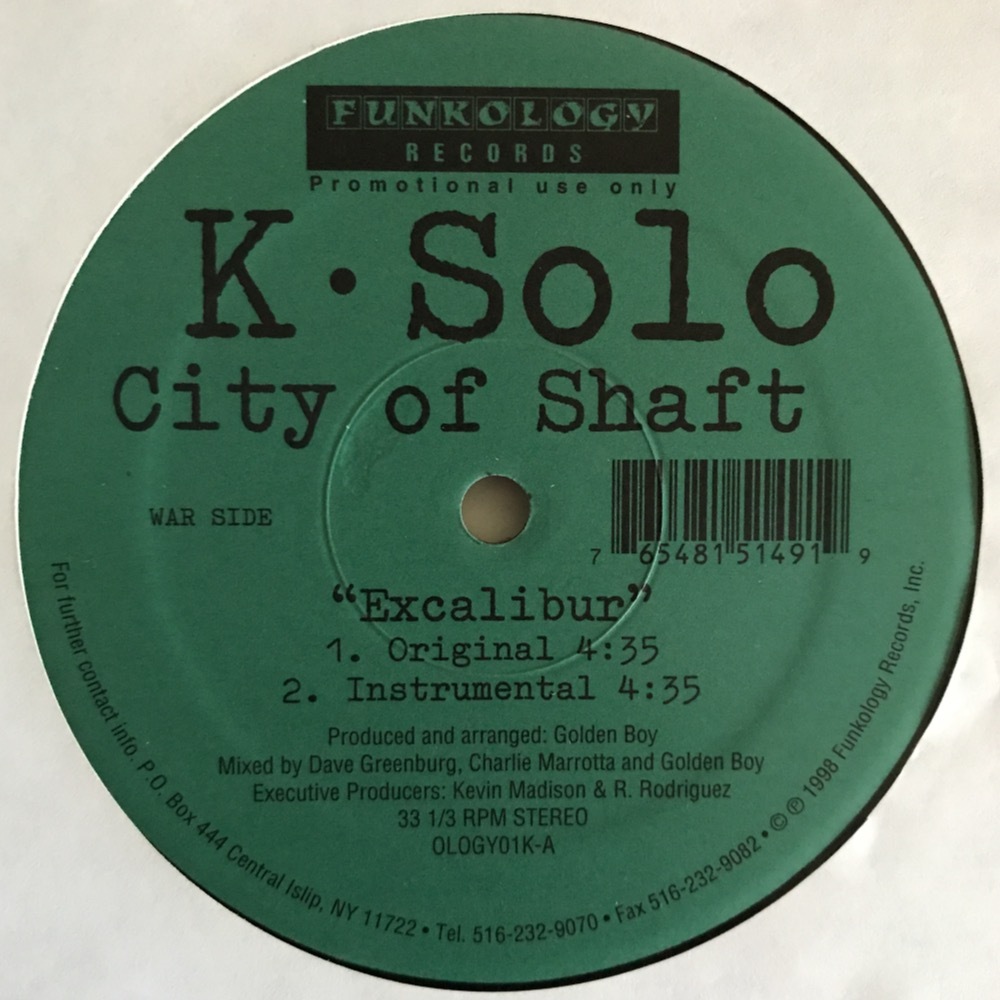 FUNKOLOGY
RECORDS
Promotional use only
K·Solo
City of Shaft
WAR SIDE
7 65481 51491 9
“Excalibur”
1. Original 4:35
2. Instrumental 4:35
Produced and arranged: Golden Boy
Mixed by Dave Greenburg, Charlie Marrotta and Golden Boy
Executive Producers: Kevin Madison & R. Rodriguez
33 1/3 RPM STEREO
OLOGY01K-A
For further contact info. P.O. Box 444 Central Islip, NY 11722 • Tel. 516-232-9070 • Fax 516-232-9082 • © ℗ 1998 Funkology Records, Inc.